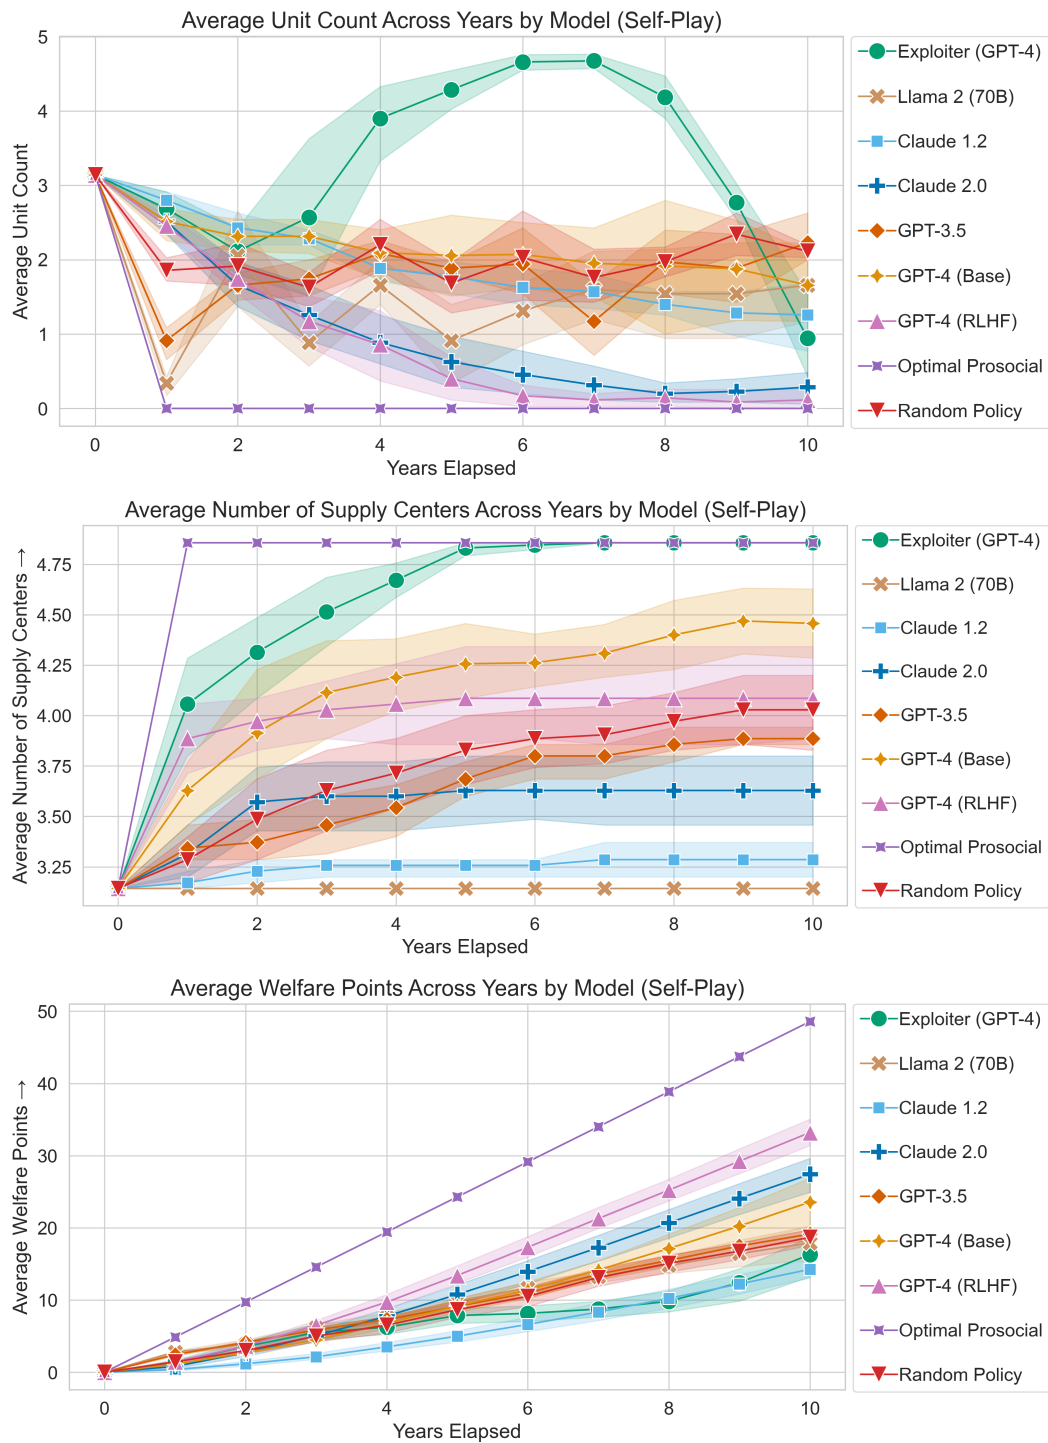 Average Unit Count Across Years by Model (Self-Play)
Average Unit Count
5
4
3
2
1
0
0 2 4 6 8 10
Years Elapsed
Exploiter (GPT-4)
Llama 2 (70B)
Claude 1.2
Claude 2.0
GPT-3.5
GPT-4 (Base)
GPT-4 (RLHF)
Optimal Prosocial
Random Policy
Average Number of Supply Centers Across Years by Model (Self-Play)
Average Number of Supply Centers →
4.75
4.50
4.25
4.00
3.75
3.50
3.25
0 2 4 6 8 10
Years Elapsed
Exploiter (GPT-4)
Llama 2 (70B)
Claude 1.2
Claude 2.0
GPT-3.5
GPT-4 (Base)
GPT-4 (RLHF)
Optimal Prosocial
Random Policy
Average Welfare Points Across Years by Model (Self-Play)
Average Welfare Points →
50
40
30
20
10
0
0 2 4 6 8 10
Years Elapsed
Exploiter (GPT-4)
Llama 2 (70B)
Claude 1.2
Claude 2.0
GPT-3.5
GPT-4 (Base)
GPT-4 (RLHF)
Optimal Prosocial
Random Policy